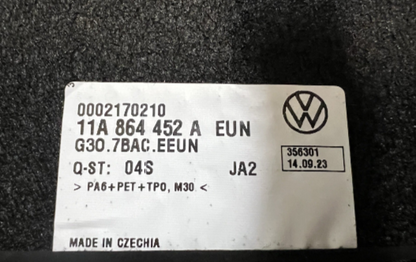 0002170210
11A 864 452 A EUN
G30.7BAC.EEUN
Q-ST: 04S JA2
356301
14.09.23
> PA6+PET+TPO, M30 <
MADE IN CZECHIA